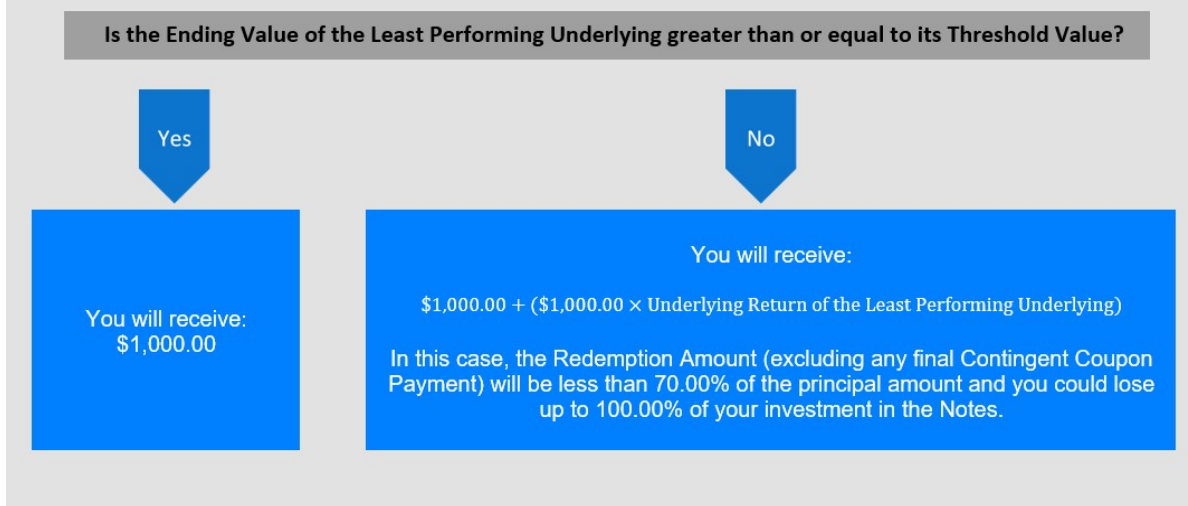 Is the Ending Value of the Least Performing Underlying greater than or equal to its Threshold Value?
Yes
No
You will receive:
$1,000.00
You will receive:
$1,000.00 + ($1,000.00 × Underlying Return of the Least Performing Underlying)
In this case, the Redemption Amount (excluding any final Contingent Coupon
Payment) will be less than 70.00% of the principal amount and you could lose
up to 100.00% of your investment in the Notes.